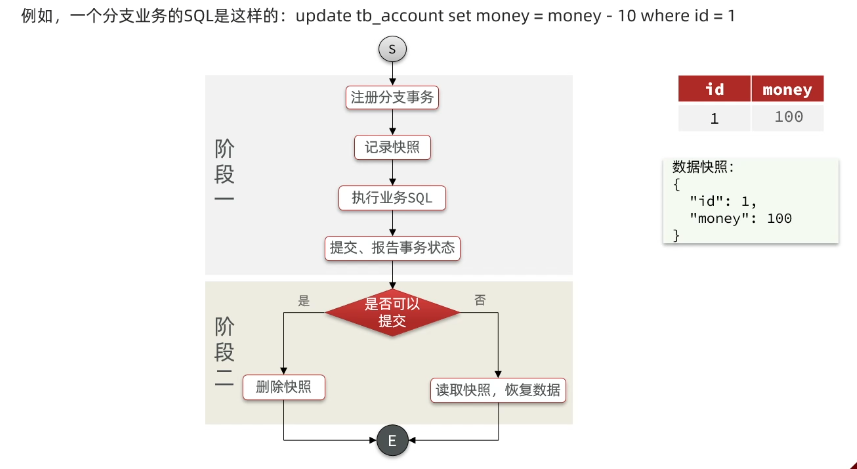 例如，一个分支业务的SQL是这样的：update tb_account set money = money - 10 where id = 1
S
阶段一
注册分支事务
记录快照
执行业务SQL
提交、报告事务状态
id money
1 100
数据快照：
{
"id": 1,
"money": 100
}
阶段二
是否可以
提交
是
否
删除快照
读取快照，恢复数据
E